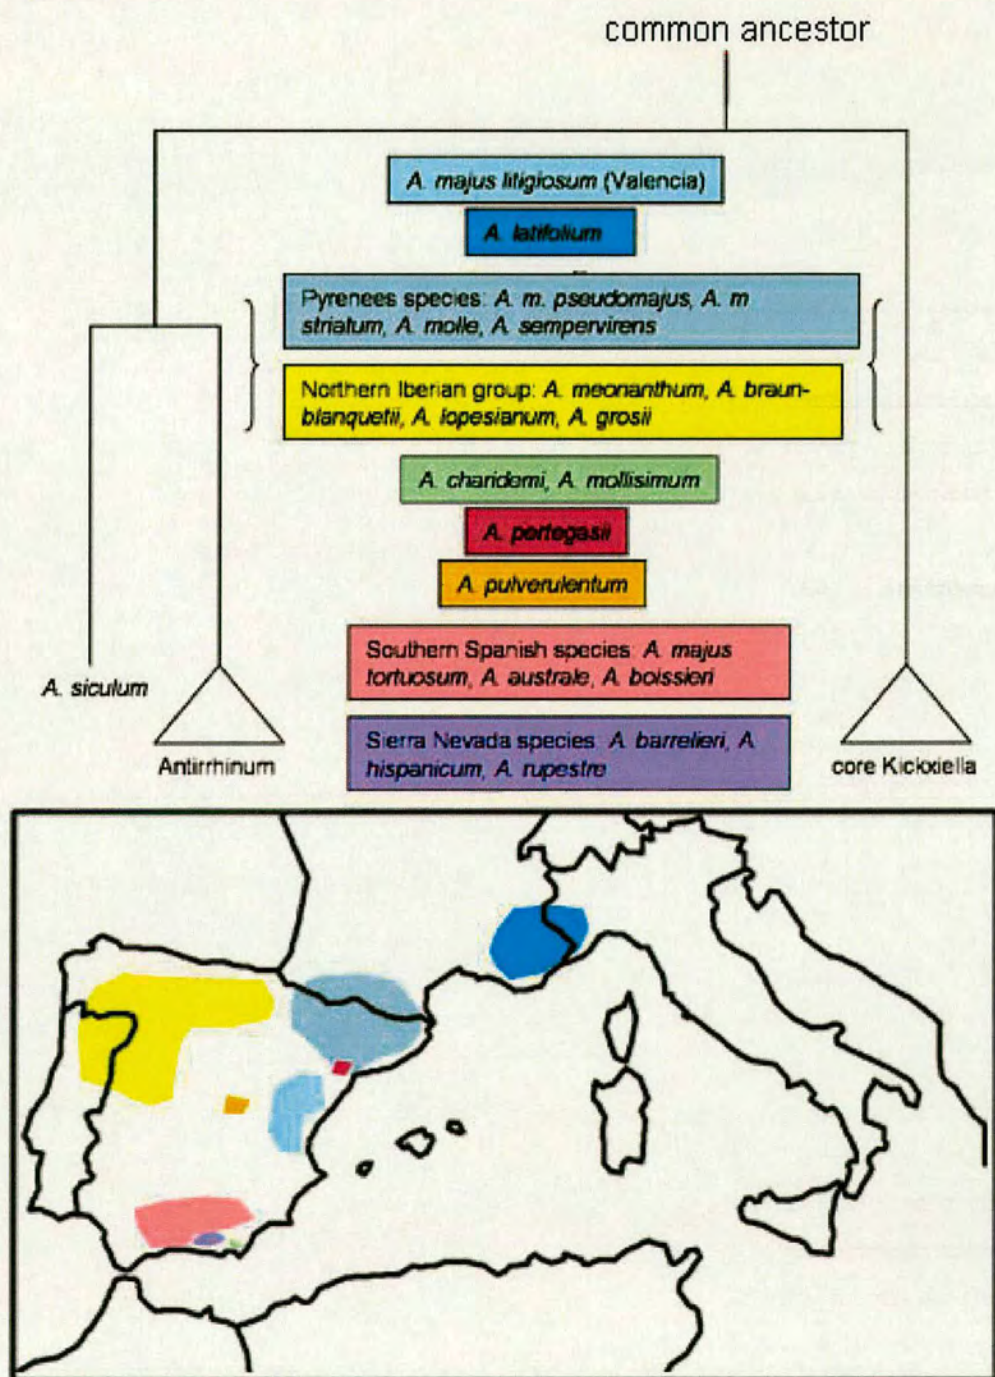 common ancestor
A. majus litigiosum (Valencia)
A. latifolium
Pyrenees species: A. m. pseudomajus, A. m
striatum, A. molle, A. sempervirens
Northern Iberian group: A. meonanthum, A. braun-
blanquetii, A. lopesianum, A. grosii
A. charidemi, A. mollisimum
A. pertegasii
A. pulverulentum
Southern Spanish species: A. majus
tortuosum, A. australe, A. boissieri
Sierra Nevada species: A. barrelieri, A.
hispanicum, A. rupestre
A. siculum
Antirrhinum
core Kickxiella